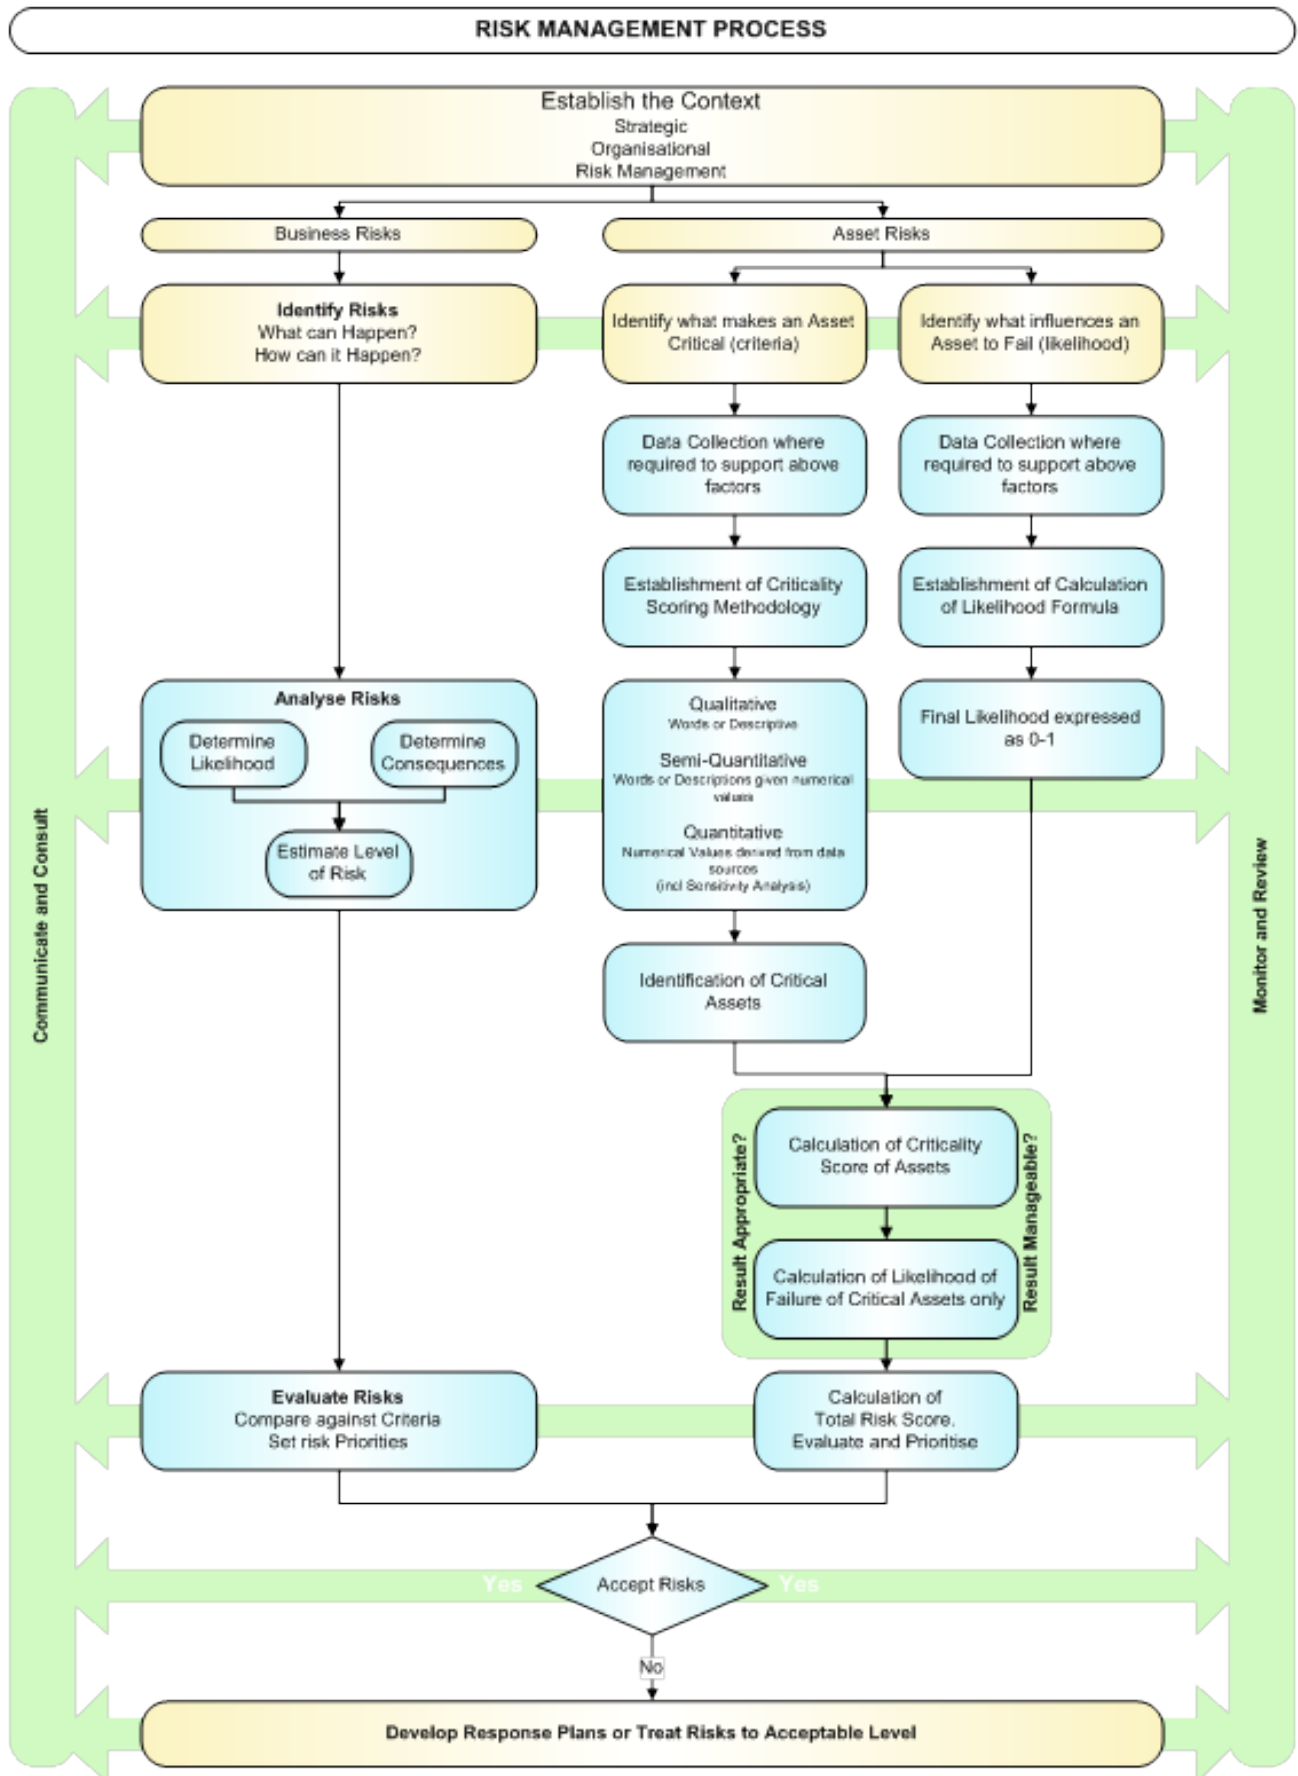 RISK MANAGEMENT PROCESS
Establish the Context
Strategic
Organisational
Risk Management
Business Risks
Asset Risks
Identify Risks
What can Happen?
How can it Happen?
Identify what makes an Asset
Critical (criteria)
Identify what influences an
Asset to Fail (likelihood)
Data Collection where
required to support above
factors
Data Collection where
required to support above
factors
Establishment of Criticality
Scoring Methodology
Establishment of Calculation
of Likelihood Formula
Analyse Risks
Determine
Likelihood
Determine
Consequences
Estimate Level
of Risk
Qualitative
Words or Descriptive
Semi-Quantitative
Words or Descriptions given numerical
values
Quantitative
Numerical Values derived from data
sources
(incl Sensitivity Analysis)
Final Likelihood expressed
as 0-1
Communicate and Consult
Monitor and Review
Identification of Critical
Assets
Result Appropriate?
Calculation of Criticality
Score of Assets
Calculation of Likelihood of
Failure of Critical Assets only
Result Manageable?
Evaluate Risks
Compare against Criteria
Set risk Priorities
Calculation of
Total Risk Score.
Evaluate and Prioritise
Yes
Accept Risks
Yes
No
Develop Response Plans or Treat Risks to Acceptable Level